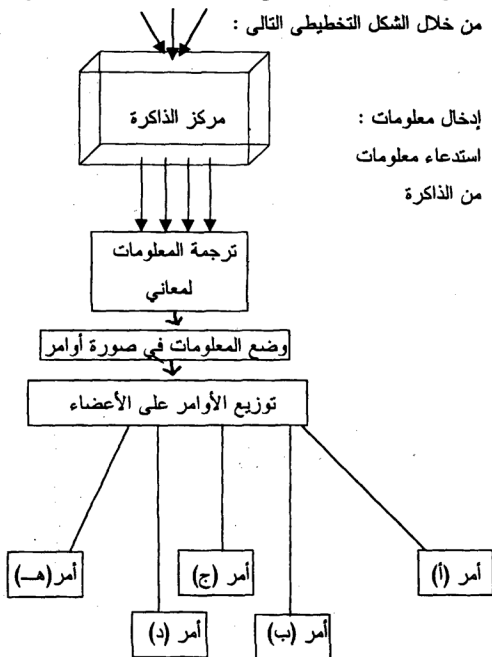 من خلال الشكل التخطيطى التالى :
إدخال معلومات :
استدعاء معلومات
من الذاكرة
مركز الذاكرة
ترجمة المعلومات
لمعاني
وضع المعلومات في صورة أوامر
توزيع الأوامر على الأعضاء
أمر (أ)
أمر (ب)
أمر (ج)
أمر (د)
أمر (هــ)